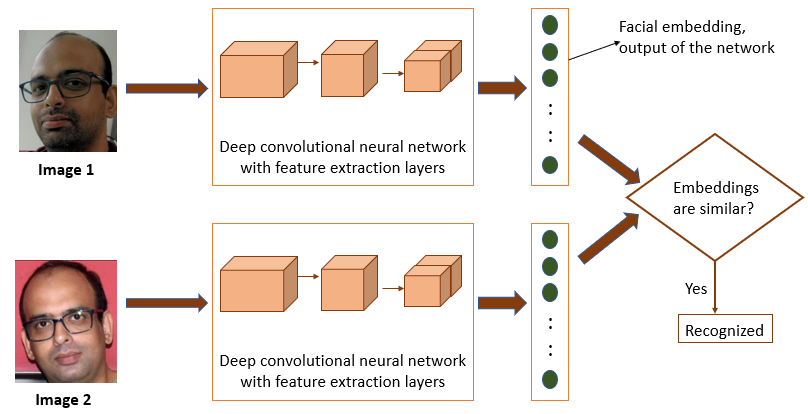 Image 1
Deep convolutional neural network
with feature extraction layers
Facial embedding,
output of the network
Embeddings
are similar?
Yes
Recognized
Deep convolutional neural network
with feature extraction layers
Image 2